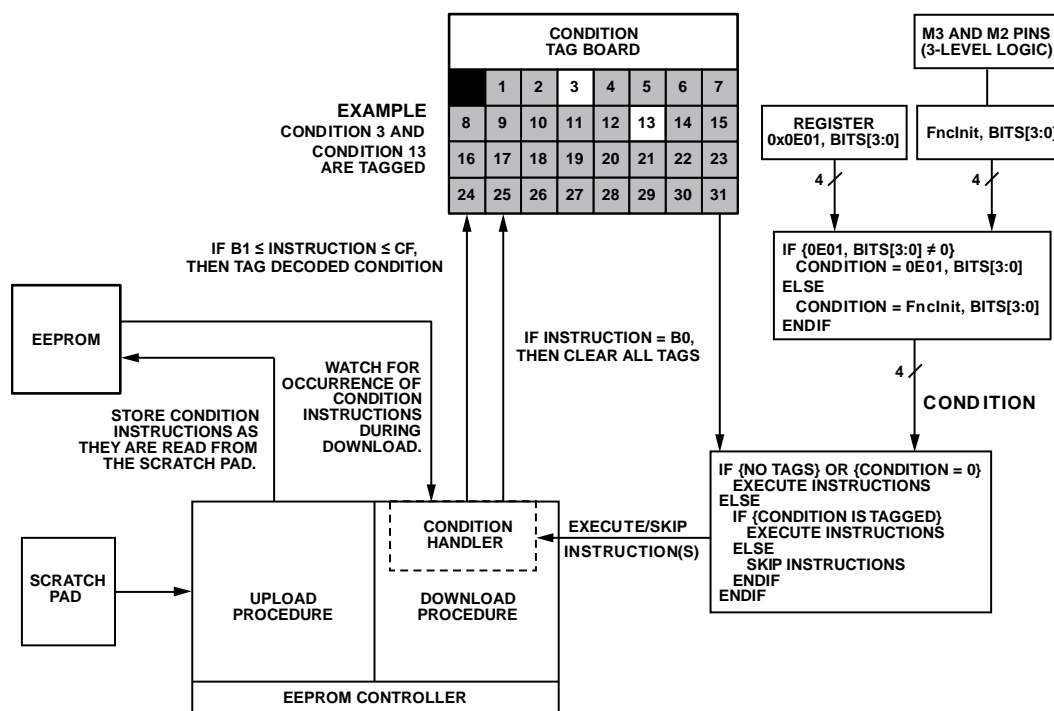 CONDITION
TAG BOARD
1 2 3 4 5 6 7
8 9 10 11 12 13 14 15
16 17 18 19 20 21 22 23
24 25 26 27 28 29 30 31
EXAMPLE
CONDITION 3 AND
CONDITION 13
ARE TAGGED
M3 AND M2 PINS
(3-LEVEL LOGIC)
REGISTER
0x0E01, BITS[3:0]
FncInit, BITS[3:0]
4
4
IF {0E01, BITS[3:0] ≠ 0}
CONDITION = 0E01, BITS[3:0]
ELSE
CONDITION = FncInit, BITS[3:0]
ENDIF
4
CONDITION
IF B1 ≤ INSTRUCTION ≤ CF,
THEN TAG DECODED CONDITION
IF INSTRUCTION = B0,
THEN CLEAR ALL TAGS
EEPROM
WATCH FOR
OCCURRENCE OF
CONDITION
INSTRUCTIONS
DURING
DOWNLOAD.
STORE CONDITION
INSTRUCTIONS AS
THEY ARE READ FROM
THE SCRATCH PAD.
IF {NO TAGS} OR {CONDITION = 0}
EXECUTE INSTRUCTIONS
ELSE
IF {CONDITION IS TAGGED}
EXECUTE INSTRUCTIONS
ELSE
SKIP INSTRUCTIONS
ENDIF
ENDIF
EXECUTE/SKIP
INSTRUCTION(S)
CONDITION
HANDLER
SCRATCH
PAD
UPLOAD
PROCEDURE
DOWNLOAD
PROCEDURE
EEPROM CONTROLLER